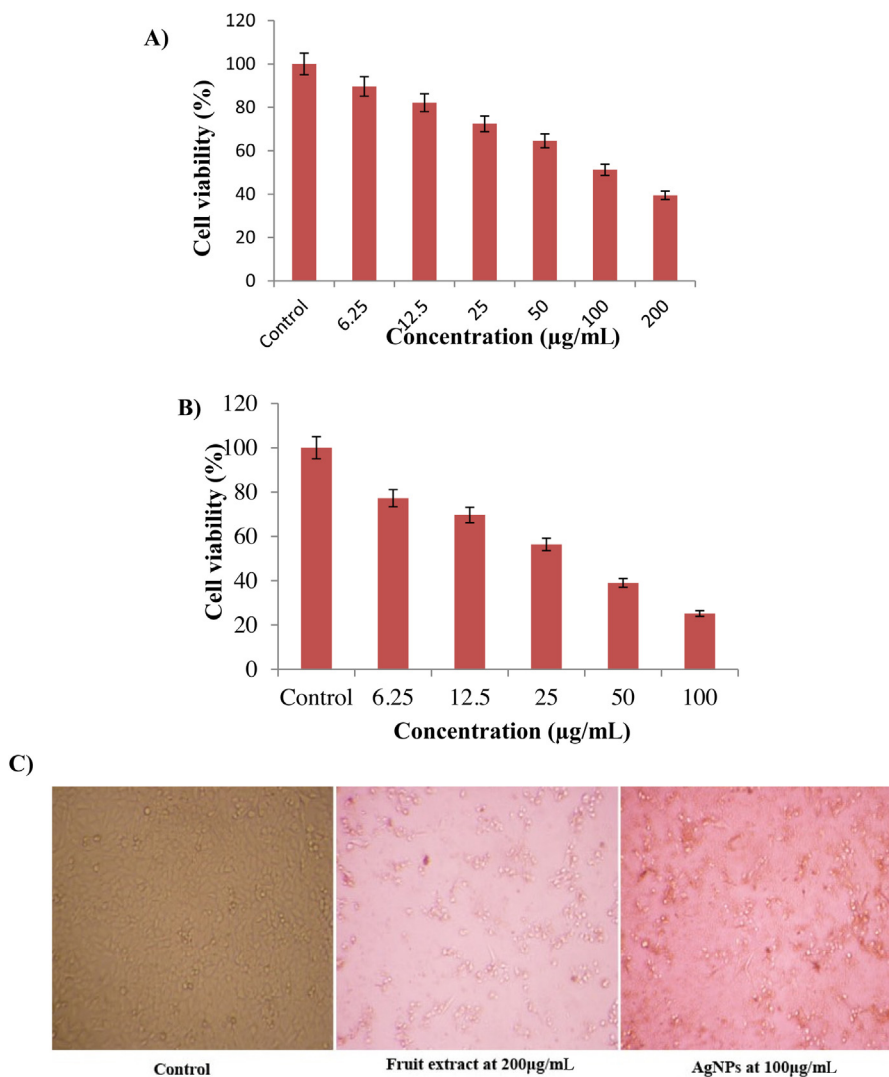 A)
Cell viability (%)
120
100
80
60
40
20
0
Control
6.25
12.5
25
50
100
200
Concentration (µg/mL)
B)
Cell viability (%)
120
100
80
60
40
20
0
Control 6.25 12.5 25 50 100
Concentration (µg/mL)
C)
Control Fruit extract at 200µg/mL AgNPs at 100µg/mL